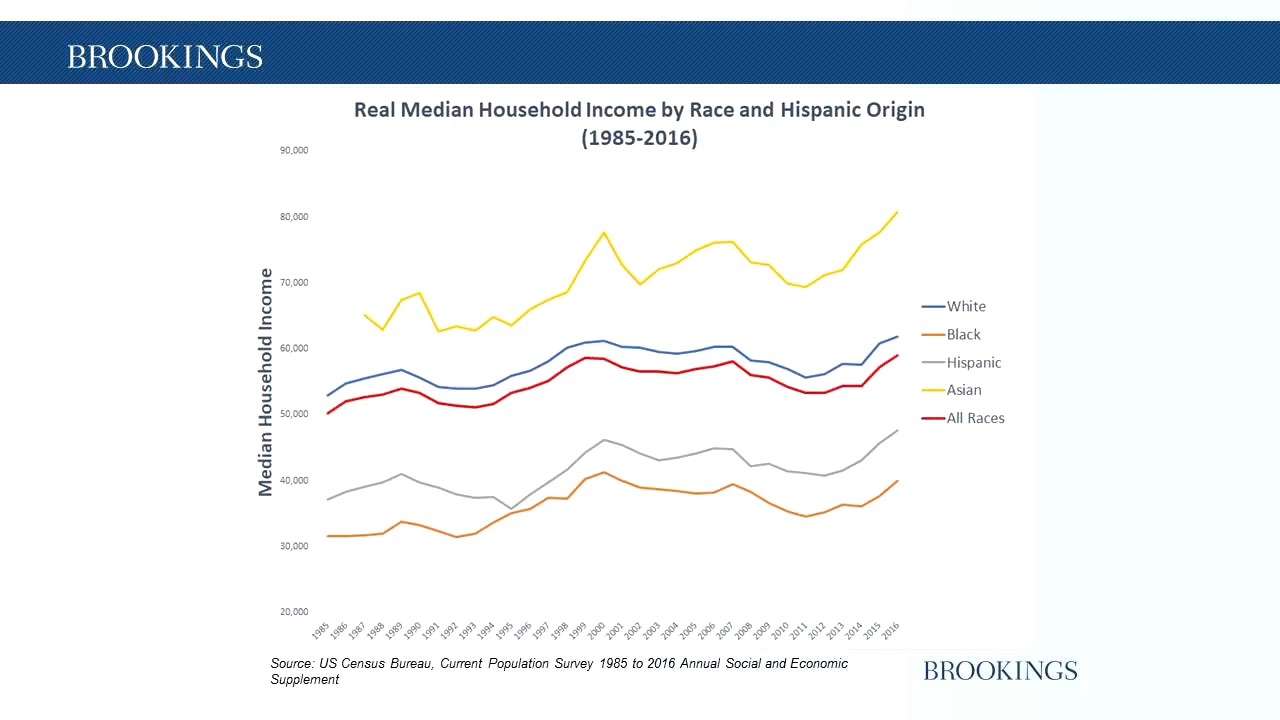 BROOKINGS
Real Median Household Income by Race and Hispanic Origin
(1985-2016)
Median Household Income
90,000
80,000
70,000
60,000
50,000
40,000
30,000
20,000
1985 1986 1987 1988 1989 1990 1991 1992 1993 1994 1995 1996 1997 1998 1999 2000 2001 2002 2003 2004 2005 2006 2007 2008 2009 2010 2011 2012 2013 2014 2015 2016
White
Black
Hispanic
Asian
All Races
Source: US Census Bureau, Current Population Survey 1985 to 2016 Annual Social and Economic
Supplement
BROOKINGS